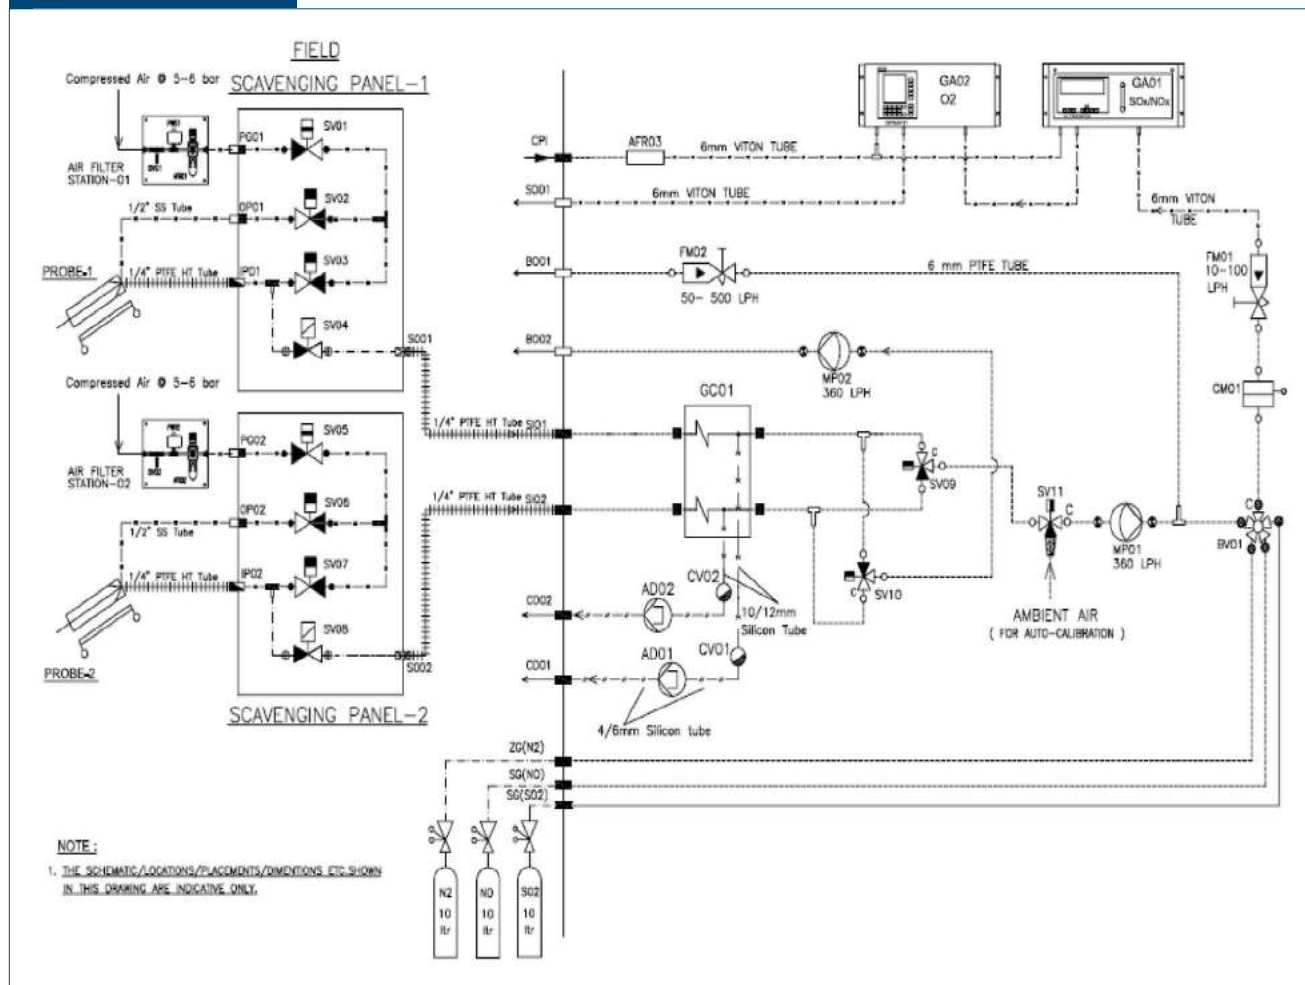 FIELD
SCAVENGING PANEL-1
Compressed Air @ 5-6 bar
AIR FILTER
STATION-01
PG01
SV01
1/2" SS Tube
OP01
SV02
PROBE-1
1/4" PTFE HT Tube
IP01
SV03
SV04
SO01
Compressed Air @ 5-6 bar
AIR FILTER
STATION-02
PG02
SV05
1/2" SS Tube
OP02
SV06
1/4" PTFE HT Tube
IP02
SV07
SV08
SO02
PROBE-2
SCAVENGING PANEL-2
1/4" PTFE HT Tube
SI01
1/4" PTFE HT Tube
SI02
CPI
AFR03
6mm VITON TUBE
GA02
O2
GA01
SOx/NOx
SO01
6mm VITON TUBE
6mm VITON
TUBE
BO01
FM02
50- 500 LPH
6 mm PTFE TUBE
FM01
10-100
LPH
BO02
MP02
360 LPH
CM01
GC01
C
SV09
SV11
C
MP01
360 LPH
C
BV01
C
SV10
AMBIENT AIR
( FOR AUTO-CALIBRATION )
CV02
10/12mm
Silicon Tube
CD02
AD02
CV01
CD01
AD01
4/6mm Silicon tube
ZG(N2)
SG(NO)
SG(SO2)
N2
10
ltr
NO
10
ltr
SO2
10
ltr
NOTE :
1. THE SCHEMATIC/LOCATIONS/PLACEMENTS/DIMENTIONS ETC.SHOWN
IN THIS DRAWING ARE INDICATIVE ONLY.